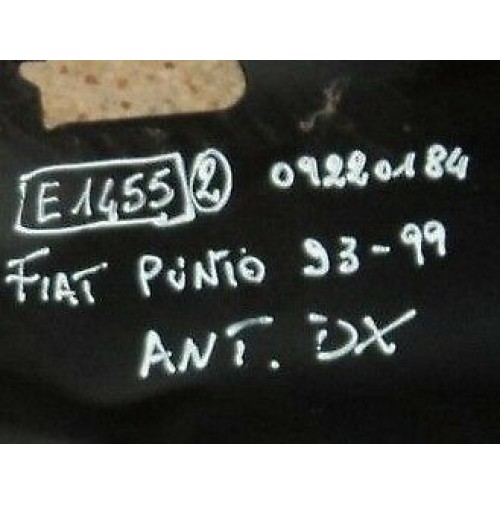 E1455 2 09220184
FIAT PUNTO 93-99
ANT. DX